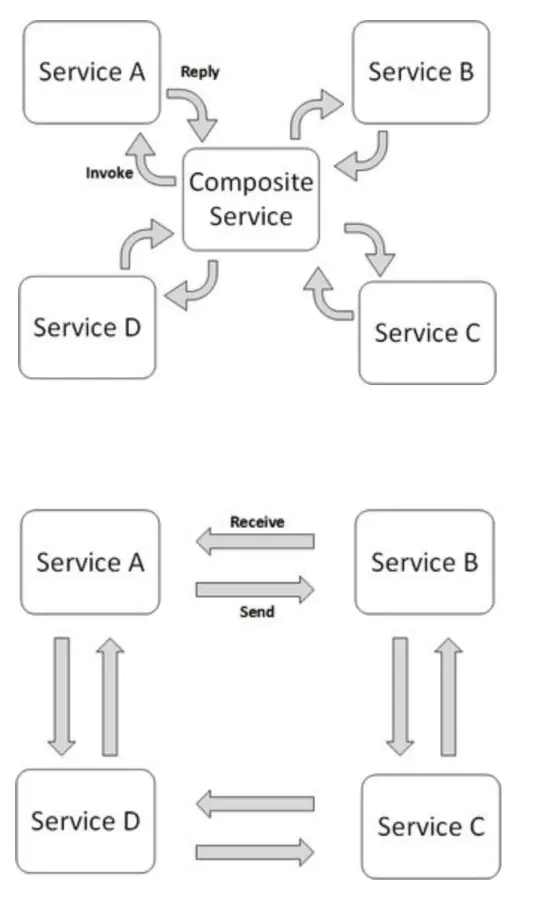 Service A
Reply
Service B
Invoke
Composite
Service
Service D
Service C
Receive
Service A
Service B
Send
Service D
Service C